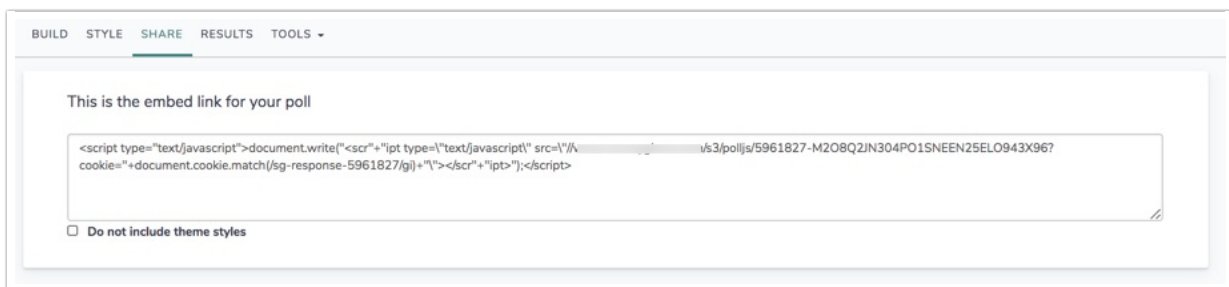 BUILD STYLE SHARE RESULTS TOOLS
This is the embed link for your poll
<script type="text/javascript">document.write("<scr"+"ipt type=\"text/javascript\" src=\"// /s3/polljs/5961827-M2O8Q2JN304PO1SNEEN25ELO943X96?
cookie="+document.cookie.match(/sg-response-5961827/gi)+"\"></scr"+"ipt>");</script>
Do not include theme styles